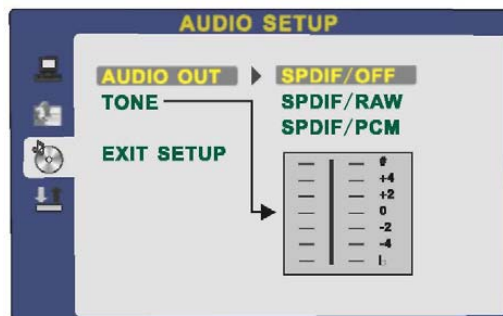 AUDIO SETUP
AUDIO OUT SPDIF/OFF
TONE SPDIF/RAW
SPDIF/PCM
EXIT SETUP
#
+4
+2
0
-2
-4